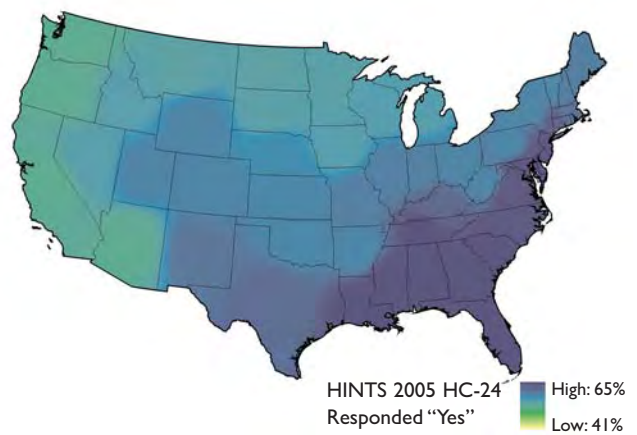 HINTS 2005 HC-24
Responded “Yes”
High: 65%
Low: 41%